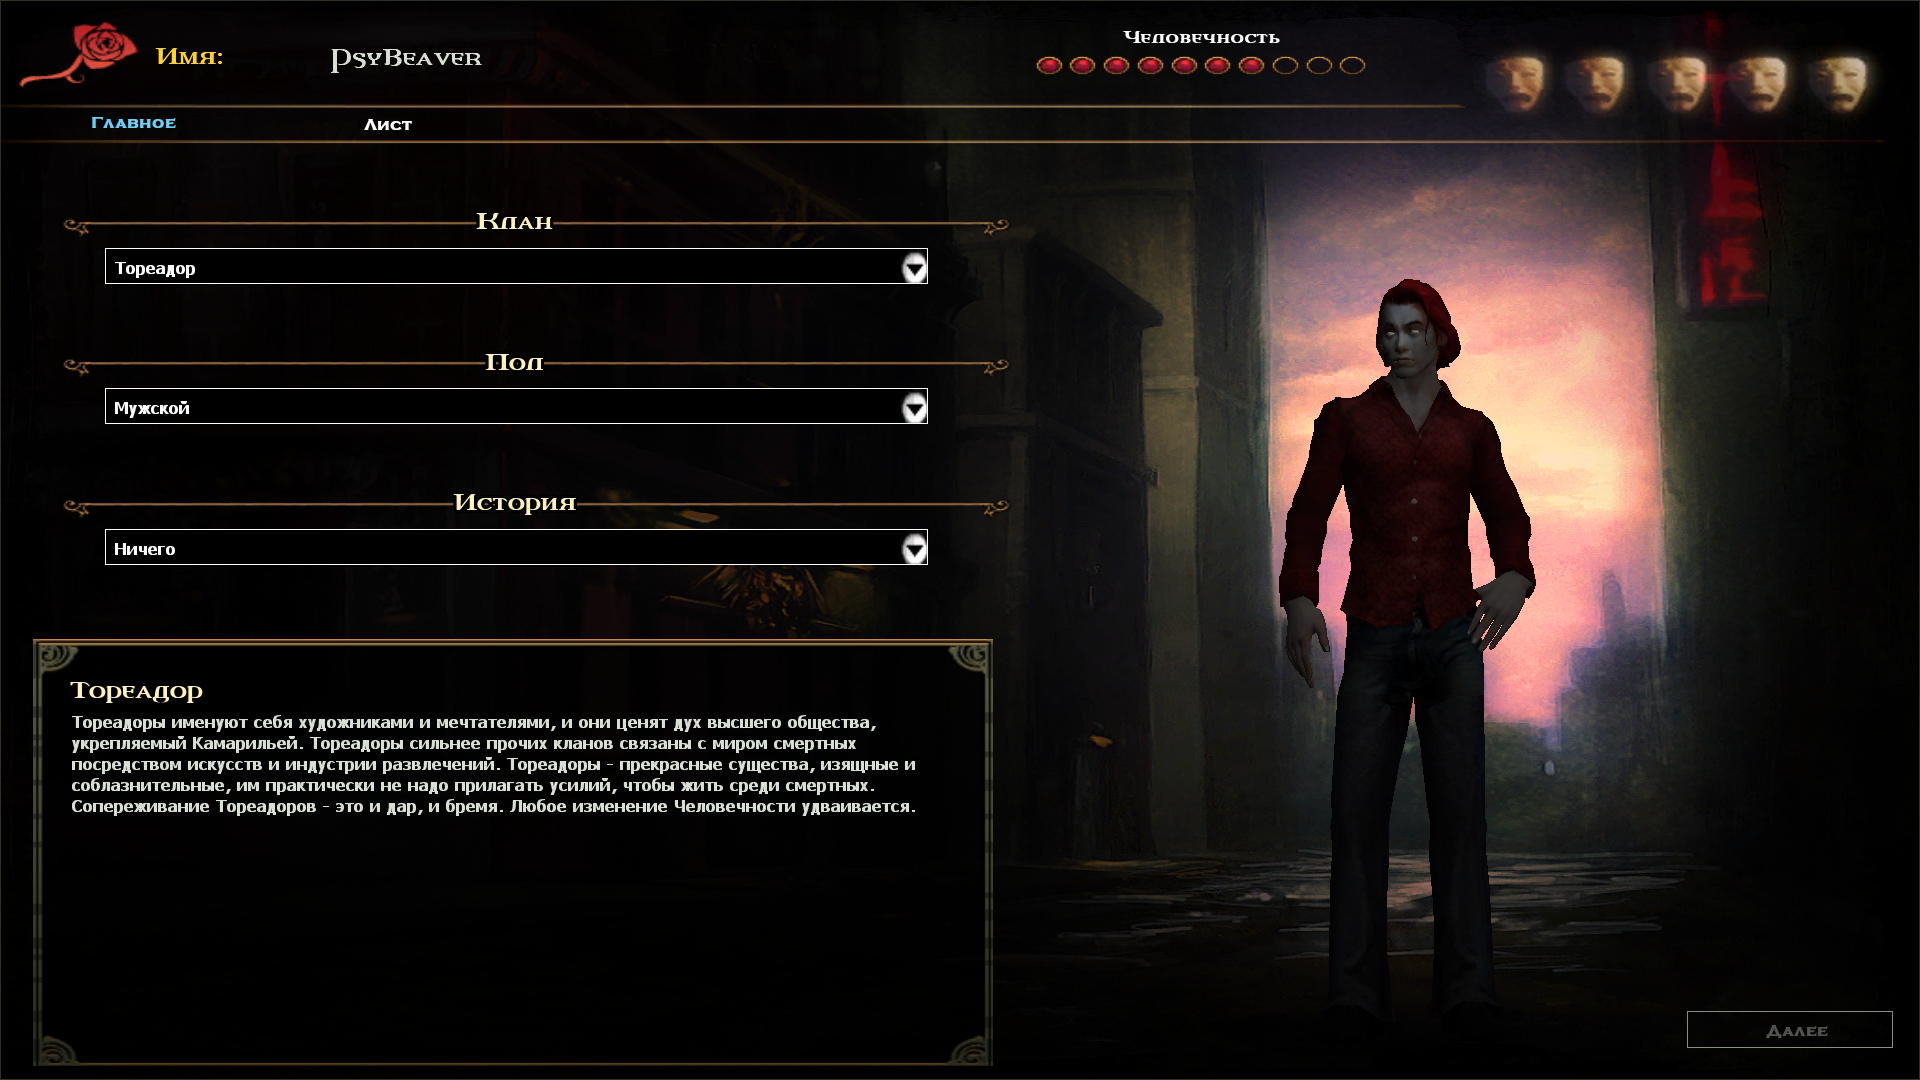 Имя: PsyBeaver
Человечность
Главное
Лист
Клан
Тореадор
Пол
Мужской
История
Ничего
Тореадор
Тореадоры именуют себя художниками и мечтателями, и они ценят дух высшего общества,
укрепляемый Камарильей. Тореадоры сильнее прочих кланов связаны с миром смертных
посредством искусств и индустрии развлечений. Тореадоры - прекрасные существа, изящные и
соблазнительные, им практически не надо прилагать усилий, чтобы жить среди смертных.
Сопереживание Тореадоров - это и дар, и бремя. Любое изменение Человечности удваивается.
Далее